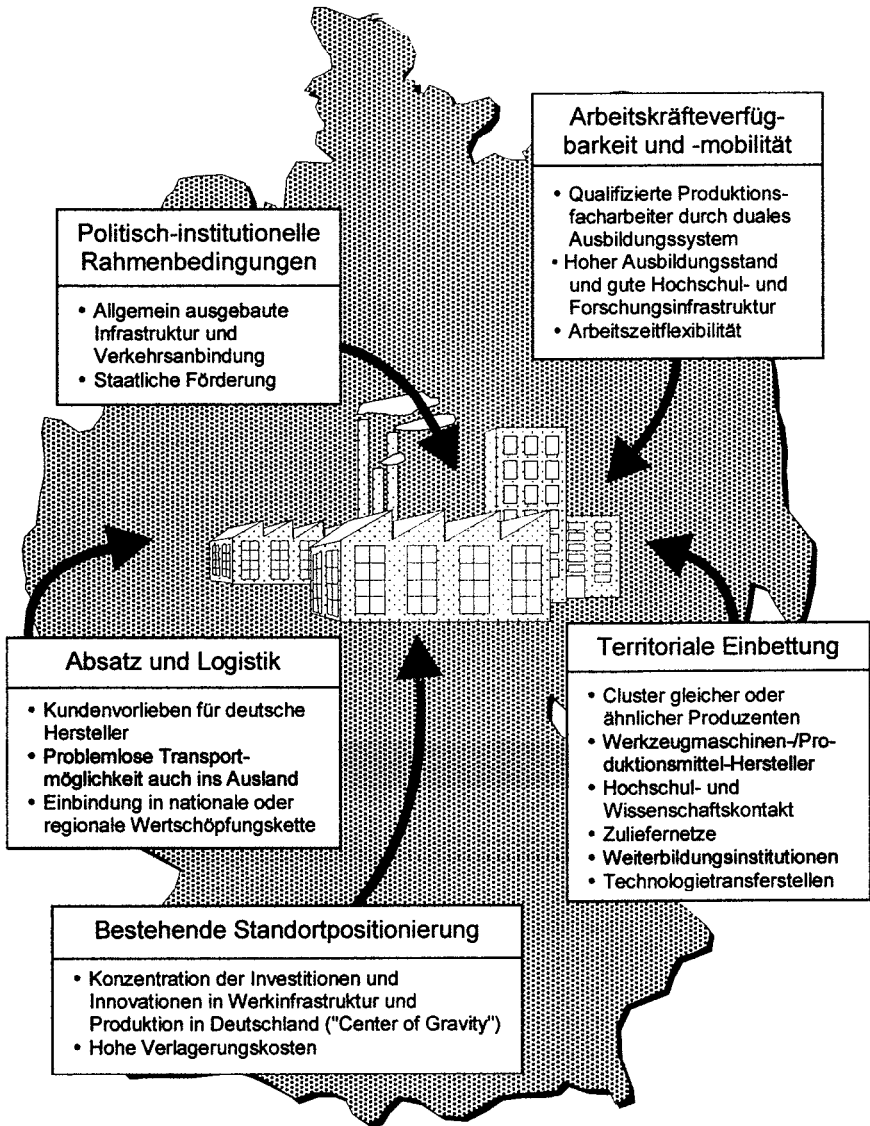 Arbeitskräfteverfüg-
barkeit und -mobilität
• Qualifizierte Produktions-
facharbeiter durch duales
Ausbildungssystem
• Hoher Ausbildungsstand
und gute Hochschul- und
Forschungsinfrastruktur
• Arbeitszeitflexibilität
Politisch-institutionelle
Rahmenbedingungen
• Allgemein ausgebaute
Infrastruktur und
Verkehrsanbindung
• Staatliche Förderung
Absatz und Logistik
• Kundenvorlieben für deutsche
Hersteller
• Problemlose Transport-
möglichkeit auch ins Ausland
• Einbindung in nationale oder
regionale Wertschöpfungskette
Territoriale Einbettung
• Cluster gleicher oder
ähnlicher Produzenten
• Werkzeugmaschinen-/Pro-
duktionsmittel-Hersteller
• Hochschul- und
Wissenschaftskontakt
• Zuliefernetze
• Weiterbildungsinstitutionen
• Technologietransferstellen
Bestehende Standortpositionierung
• Konzentration der Investitionen und
Innovationen in Werkinfrastruktur und
Produktion in Deutschland ("Center of Gravity")
• Hohe Verlagerungskosten